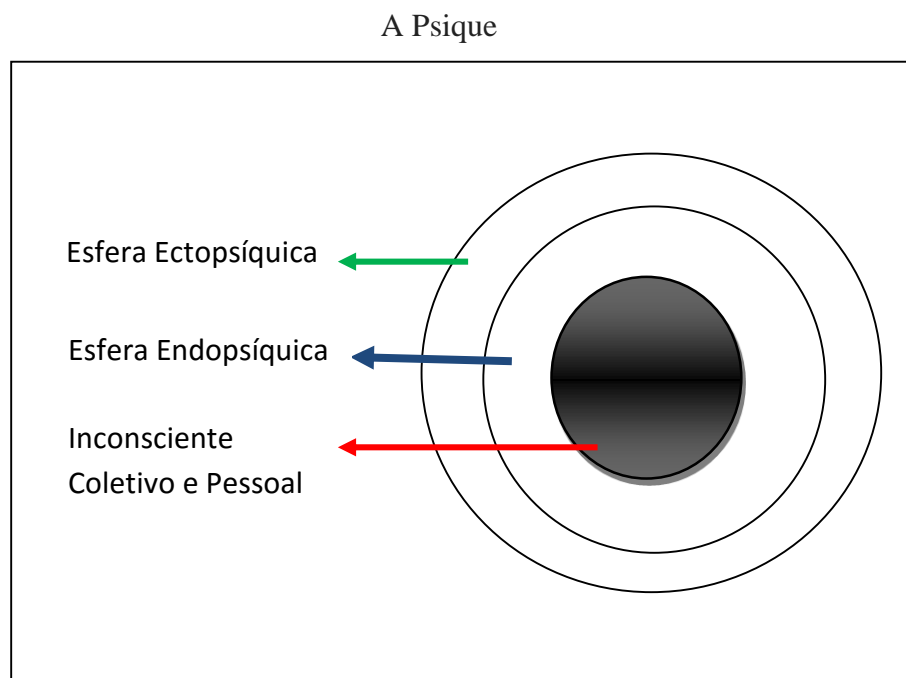 A Psique
Esfera Ectopsíquica
Esfera Endopsíquica
Inconsciente
Coletivo e Pessoal